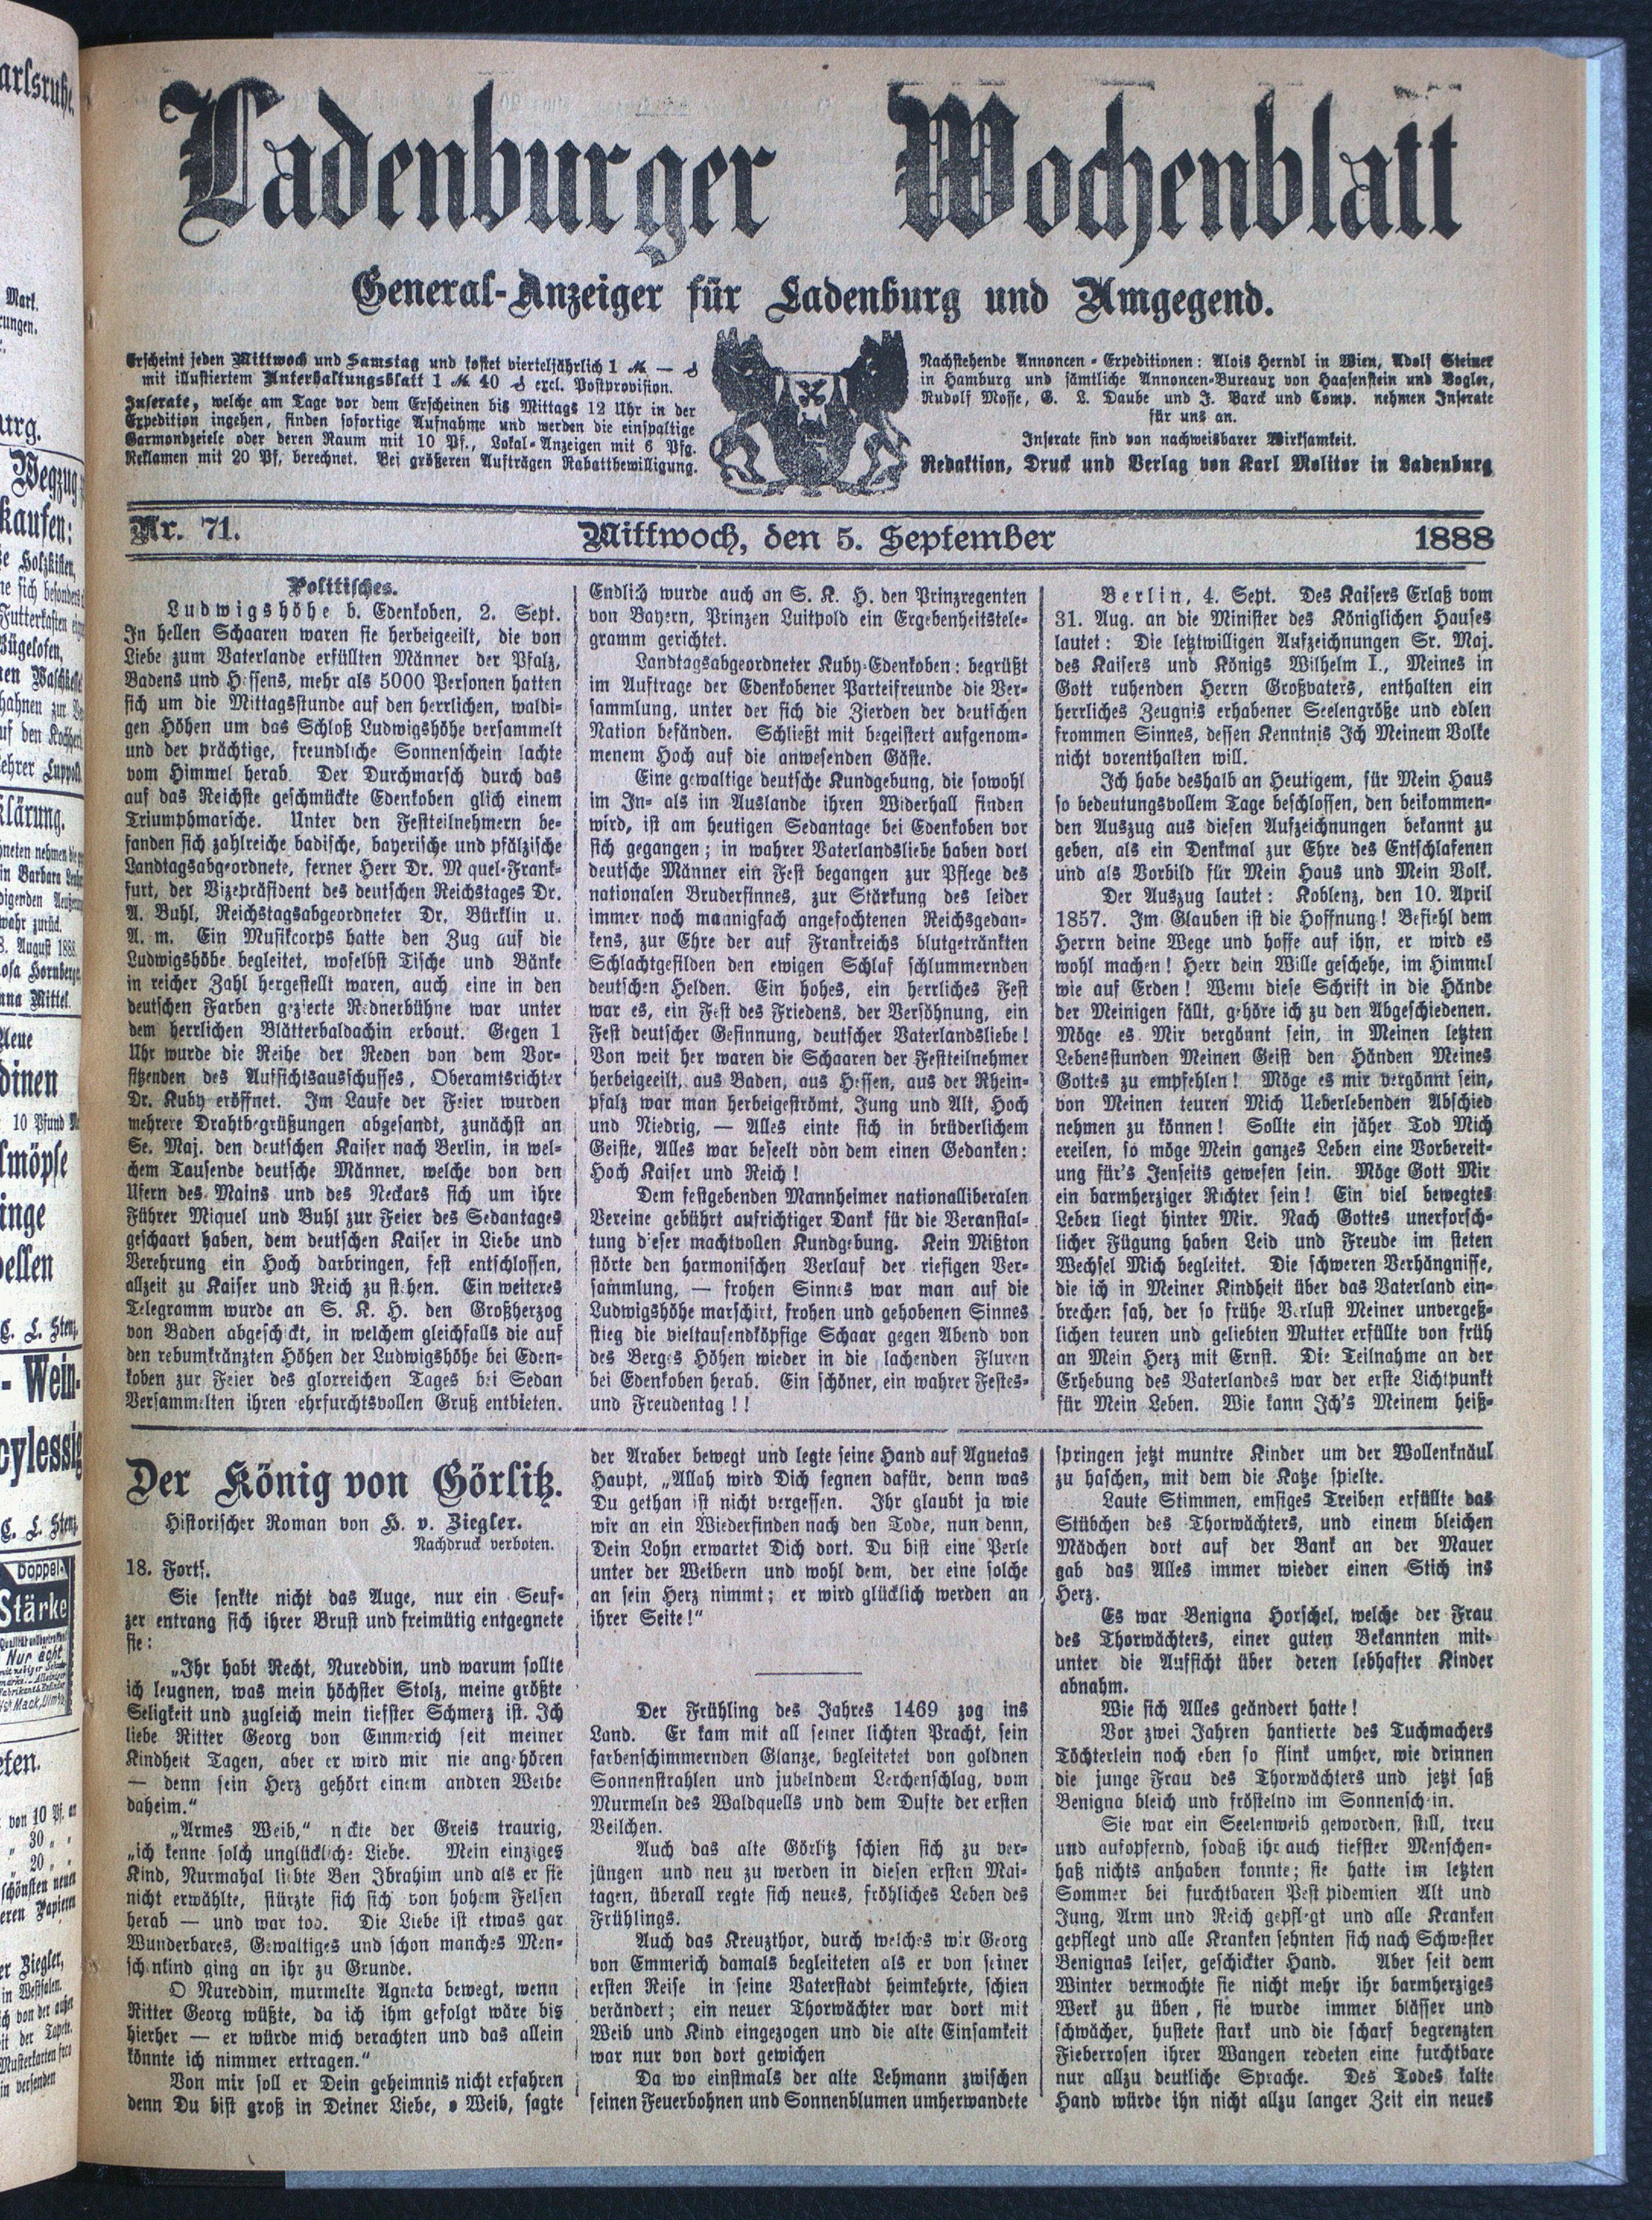 Ladenburger Wochenblatt
General-Anzeiger für Ladenburg und Umgegend.
Erscheint jeden Mittwoch und Samstag und kostet vierteljährlich 1 ℳ — ₰
mit illustiertem Unterhaltungsblatt 1 ℳ 40 ₰ excl. Postprovision.
Inserate, welche am Tage vor dem Erscheinen bis Mittags 12 Uhr in der
Expedition ingehen, finden sofortige Aufnahme und werden die einspaltige
Garmondzeiele oder deren Raum mit 10 Pf., Lokal-Anzeigen mit 6 Pfg.
Reklamen mit 20 Pf, berechnet. Bei größeren Aufträgen Rabattbewilligung.
Nachstehende Annoncen-Expeditionen: Alois Herndl in Wien, Adolf Steiner
in Hamburg und sämtliche Annoncen-Bureaux von Haasenstein und Vogler,
Rudolf Mosse, G. L. Daube und J. Barck und Comp. nehmen Inserate
für uns an.
Inserate sind von nachweisbarer Wirksamkeit.
Redaktion, Druck und Verlag von Karl Molitor in Ladenburg
Nr. 71.
Mittwoch, den 5. September
1888
Politisches.
Ludwigshöhe b. Edenkoben, 2. Sept.
In hellen Schaaren waren sie herbeigeeilt, die von
Liebe zum Vaterlande erfüllten Männer der Pfalz,
Badens und Hessens, mehr als 5000 Personen hatten
sich um die Mittagsstunde auf den herrlichen, waldi-
gen Höhen um das Schloß Ludwigshöhe versammelt
und der prächtige, freundliche Sonnenschein lachte
vom Himmel herab. Der Durchmarsch durch das
auf das Reichste geschmückte Edenkoben glich einem
Triumphmarsche. Unter den Festteilnehmern be-
fanden sich zahlreiche badische, bayerische und pfälzische
Landtagsabgeordnete, ferner Herr Dr. M quel-Frank-
furt, der Vizepräsident des deutschen Reichstages Dr.
A. Buhl, Reichstagsabgeordneter Dr. Bürklin u.
A. m. Ein Musikcorps hatte den Zug auf die
Ludwigshöhe begleitet, woselbst Tische und Bänke
in reicher Zahl hergestellt waren, auch eine in den
deutschen Farben gezierte Rednerbühne war unter
dem herrlichen Blätterbaldachin erbaut. Gegen 1
Uhr wurde die Reihe der Reden von dem Vor-
sitzenden des Aufsichtsausschusses, Oberamtsrichter
Dr. Kuby eröffnet. Im Laufe der Feier wurden
mehrere Drahtbegrüßungen abgesandt, zunächst an
Se. Maj. den deutschen Kaiser nach Berlin, in wel-
chem Tausende deutsche Männer, welche von den
Ufern des Mains und des Neckars sich um ihre
Führer Miquel und Buhl zur Feier des Sedantages
geschaart haben, dem deutschen Kaiser in Liebe und
Verehrung ein Hoch darbringen, fest entschlossen,
allzeit zu Kaiser und Reich zu stehen. Ein weiteres
Telegramm wurde an S. K. H. den Großherzog
von Baden abgeschickt, in welchem gleichfalls die auf
den rebumkränzten Höhen der Ludwigshöhe bei Eden-
koben zur Feier des glorreichen Tages bei Sedan
Versammelten ihren ehrfurchtsvollen Gruß entbieten.
Endlich wurde auch an S. K. H. den Prinzregenten
von Bayern, Prinzen Luitpold ein Ergebenheitstele-
gramm gerichtet.
Landtagsabgeordneter Kuby-Edenkoben: begrüßt
im Auftrage der Edenkobener Parteifreunde die Ver-
sammlung, unter der sich die Zierden der deutschen
Nation befänden. Schließt mit begeistert aufgenom-
menem Hoch auf die anwesenden Gäste.
Eine gewaltige deutsche Kundgebung, die sowohl
im In- als im Auslande ihren Widerhall finden
wird, ist am heutigen Sedantage bei Edenkoben vor
sich gegangen; in wahrer Vaterlandsliebe haben dort
deutsche Männer ein Fest begangen zur Pflege des
nationalen Brudersinnes, zur Stärkung des leider
immer noch maanigfach angefochtenen Reichsgedan-
kens, zur Ehre der auf Frankreichs blutgetränkten
Schlachtgefilden den ewigen Schlaf schlummernden
deutschen Helden. Ein hohes, ein herrliches Fest
war es, ein Fest des Friedens, der Versöhnung, ein
Fest deutscher Gesinnung, deutscher Vaterlandsliebe!
Von weit her waren die Schaaren der Festteilnehmer
herbeigeeilt, aus Baden, aus Hessen, aus der Rhein-
pfalz war man herbeigeströmt, Jung und Alt, Hoch
und Niedrig, — Alles einte sich in brüderlichem
Geiste, Alles war beseelt von dem einen Gedanken:
Hoch Kaiser und Reich!
Dem festgebenden Mannheimer nationalliberalen
Vereine gebührt aufrichtiger Dank für die Veranstal-
tung dieser machtvollen Kundgebung. Kein Mißton
störte den harmonischen Verlauf der riesigen Ver-
sammlung, — frohen Sinnes war man auf die
Ludwigshöhe marschirt, frohen und gehobenen Sinnes
stieg die vieltausendköpfige Schaar gegen Abend von
des Berges Höhen wieder in die lachenden Fluren
bei Edenkoben herab. Ein schöner, ein wahrer Festes-
und Freudentag!!
Berlin, 4. Sept. Des Kaisers Erlaß vom
31. Aug. an die Minister des Königlichen Hauses
lautet: Die letztwilligen Aufzeichnungen Sr. Maj.
des Kaisers und Königs Wilhelm I., Meines in
Gott ruhenden Herrn Großvaters, enthalten ein
herrliches Zeugnis erhabener Seelengröße und edlen
frommen Sinnes, dessen Kenntnis Ich Meinem Volke
nicht vorenthalten will.
Ich habe deshalb an Heutigem, für Mein Haus
so bedeutungsvollem Tage beschlossen, den beikommen-
den Auszug aus diesen Aufzeichnungen bekannt zu
geben, als ein Denkmal zur Ehre des Entschlafenen
und als Vorbild für Mein Haus und Mein Volk.
Der Auszug lautet: Koblenz, den 10. April
1857. Im Glauben ist die Hoffnung! Befiehl dem
Herrn deine Wege und hoffe auf ihn, er wird es
wohl machen! Herr dein Wille geschehe, im Himmel
wie auf Erden! Wenn diese Schrift in die Hände
der Meinigen fällt, gehöre ich zu den Abgeschiedenen.
Möge es Mir vergönnt sein, in Meinen letzten
Lebensstunden Meinen Geist den Händen Meines
Gottes zu empfehlen! Möge es mir vergönnt sein,
von Meinen teuren Mich Ueberlebenden Abschied
nehmen zu können! Sollte ein jäher Tod Mich
ereilen, so möge Mein ganzes Leben eine Vorbereit-
ung für's Jenseits gewesen sein. Möge Gott Mir
ein barmherziger Richter sein! Ein viel bewegtes
Leben liegt hinter Mir. Nach Gottes unerforsch-
licher Fügung haben Leid und Freude im steten
Wechsel Mich begleitet. Die schweren Verhängnisse,
die ich in Meiner Kindheit über das Vaterland ein-
brechen sah, der so frühe Verlust Meiner unvergeß-
lichen teuren und geliebten Mutter erfüllte von früh
an Mein Herz mit Ernst. Die Teilnahme an der
Erhebung des Vaterlandes war der erste Lichtpunkt
für Mein Leben. Wie kann Ich's Meinem heiß-
Der König von Görlitz.
Historischer Roman von H. v. Ziegler.
Nachdruck verboten.
18. Forts.
Sie senkte nicht das Auge, nur ein Seuf-
zer entrang sich ihrer Brust und freimütig entgegnete
sie:
„Ihr habt Recht, Nureddin, und warum sollte
ich leugnen, was mein höchster Stolz, meine größte
Seligkeit und zugleich mein tiefster Schmerz ist. Ich
liebe Ritter Georg von Emmerich seit meiner
Kindheit Tagen, aber er wird mir nie angehören
— denn sein Herz gehört einem andren Weibe
daheim.“
„Armes Weib,“ nickte der Greis traurig,
„ich kenne solch unglückliche Liebe. Mein einziges
Kind, Nurmahal liebte Ben Ibrahim und als er sie
nicht erwählte, stürzte sich sich von hohem Felsen
herab — und war too. Die Liebe ist etwas gar
Wunderbares, Gewaltiges und schon manches Men-
schenkind ging an ihr zu Grunde.
O Nureddin, murmelte Agneta bewegt, wenn
Ritter Georg wüßte, da ich ihm gefolgt wäre bis
hierher — er würde mich verachten und das allein
könnte ich nimmer ertragen.“
Von mir soll er Dein geheimnis nicht erfahren
denn Du bist groß in Deiner Liebe, o Weib, sagte
der Araber bewegt und legte seine Hand auf Agnetas
Haupt, „Allah wird Dich segnen dafür, denn was
Du gethan ist nicht vergessen. Ihr glaubt ja wie
wir an ein Wiederfinden nach den Tode, nun denn,
Dein Lohn erwartet Dich dort. Du bist eine Perle
unter der Weibern und wohl dem, der eine solche
an sein Herz nimmt; er wird glücklich werden an
ihrer Seite!“
Der Frühling des Jahres 1469 zog ins
Land. Er kam mit all seiner lichten Pracht, sein
farbenschimmernden Glanze, begleitetet von goldnen
Sonnenstrahlen und jubelndem Lerchenschlag, vom
Murmeln des Waldquells und dem Dufte der ersten
Veilchen.
Auch das alte Görlitz schien sich zu ver-
jüngen und neu zu werden in diesen ersten Mai-
tagen, überall regte sich neues, fröhliches Leben des
Frühlings.
Auch das Kreuzthor, durch welches wir Georg
von Emmerich damals begleiteten als er von seiner
ersten Reise in seine Vaterstadt heimkehrte, schien
verändert; ein neuer Thorwächter war dort mit
Weib und Kind eingezogen und die alte Einsamkeit
war nur von dort gewichen
Da wo einstmals der alte Lehmann zwischen
seinen Feuerbohnen und Sonnenblumen umherwandete
springen jetzt muntre Kinder um der Wollenknäul
zu haschen, mit dem die Katze spielte.
Laute Stimmen, emsiges Treiben erfüllte das
Stübchen des Thorwächters, und einem bleichen
Mädchen dort auf der Bank an der Mauer
gab das Alles immer wieder einen Stich ins
Herz.
Es war Benigna Horschel, welche der Frau
des Thorwächters, einer guten Bekannten mit-
unter die Aufsicht über deren lebhafter Kinder
abnahm.
Wie sich Alles geändert hatte!
Vor zwei Jahren hantierte des Tuchmachers
Töchterlein noch eben so flink umher, wie drinnen
die junge Frau des Thorwächters und jetzt saß
Benigna bleich und fröstelnd im Sonnenschein.
Sie war ein Seelenweib geworden, still, treu
und aufopfernd, sodaß ihr auch tiefster Menschen-
haß nichts anhaben konnte; sie hatte im letzten
Sommer bei furchtbaren Pest pidemien Alt und
Jung, Arm und Reich gepflegt und alle Kranken
gepflegt und alle Kranken sehnten sich nach Schwester
Benignas leiser, geschickter Hand. Aber seit dem
Winter vermochte sie nicht mehr ihr barmherziges
Werk zu üben, sie wurde immer blässer und
schwächer, hustete stark und die scharf begrenzten
Fieberrosen ihrer Wangen redeten eine furchtbare
nur allzu deutliche Sprache. Des Todes kalte
Hand würde ihn nicht allzu langer Zeit ein neues